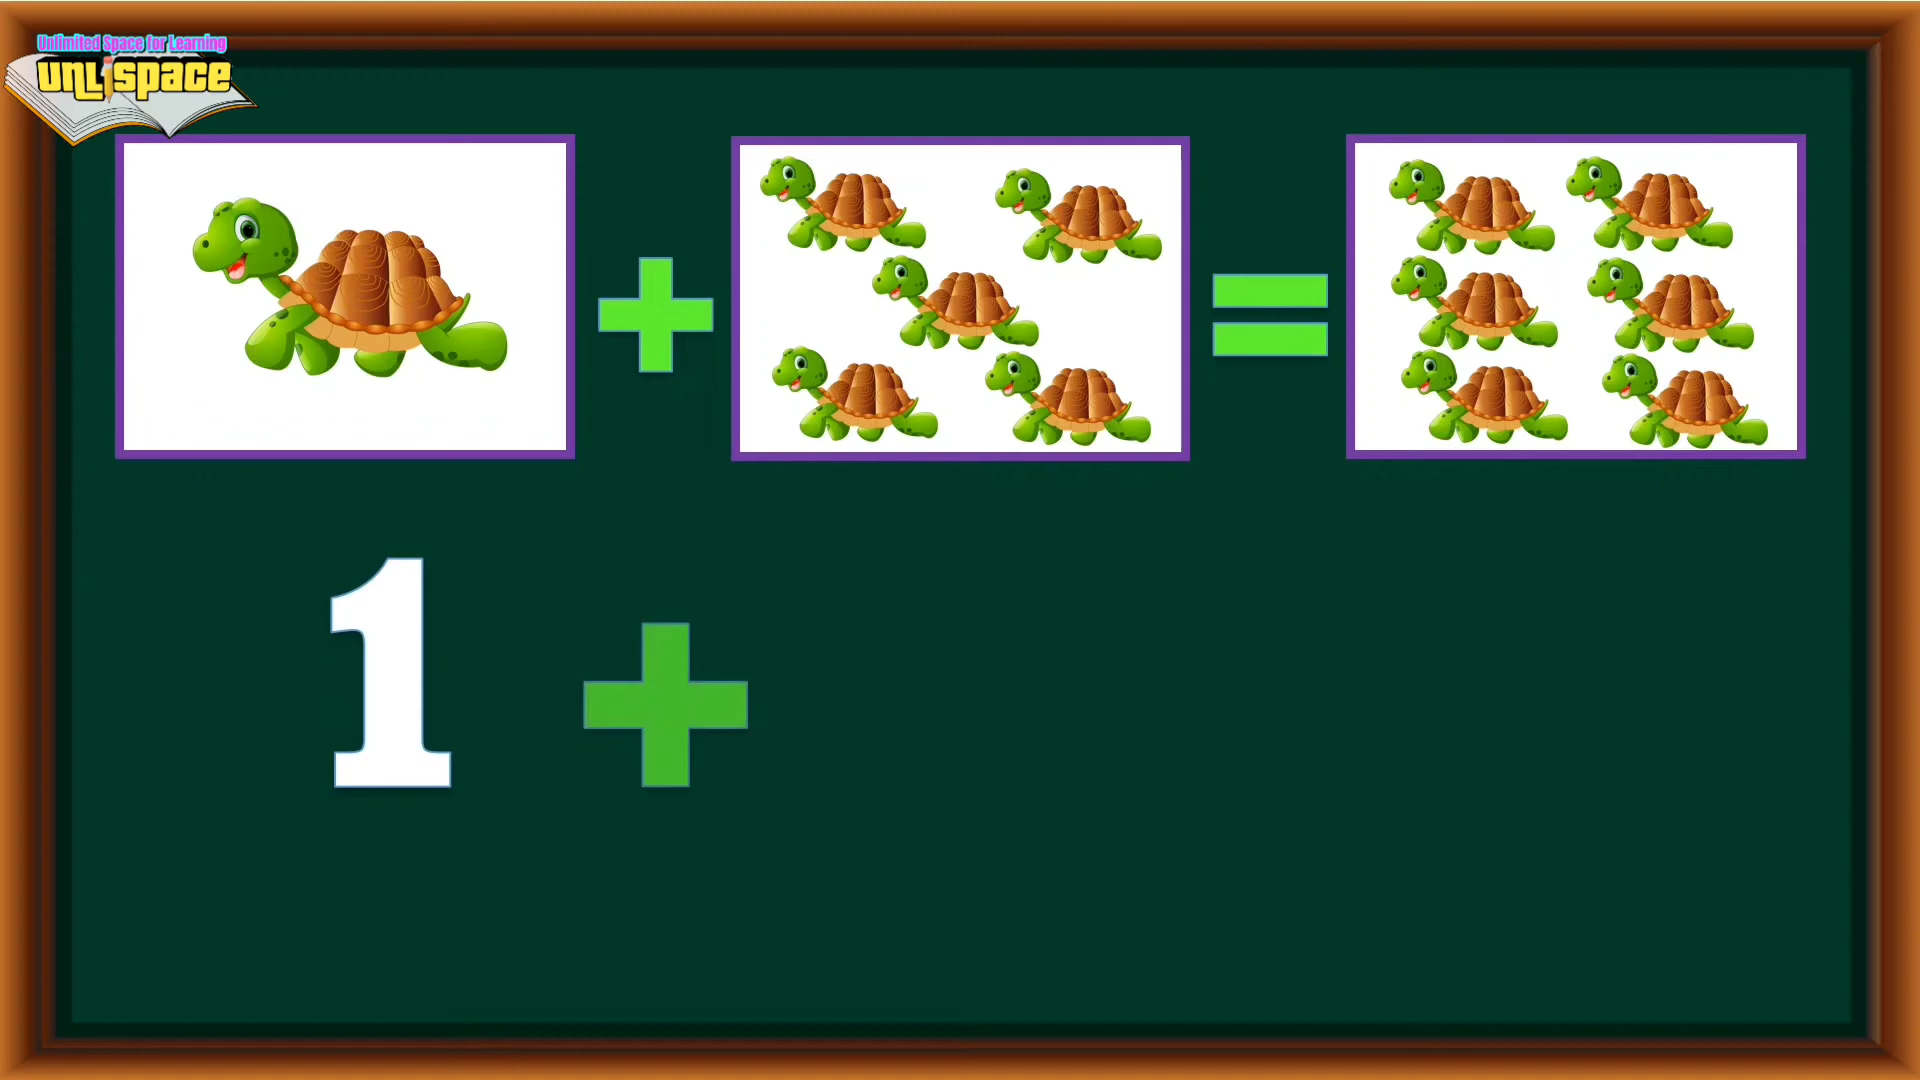 Unlimited Space for Learning
UNLISPACE
+ =
1 +